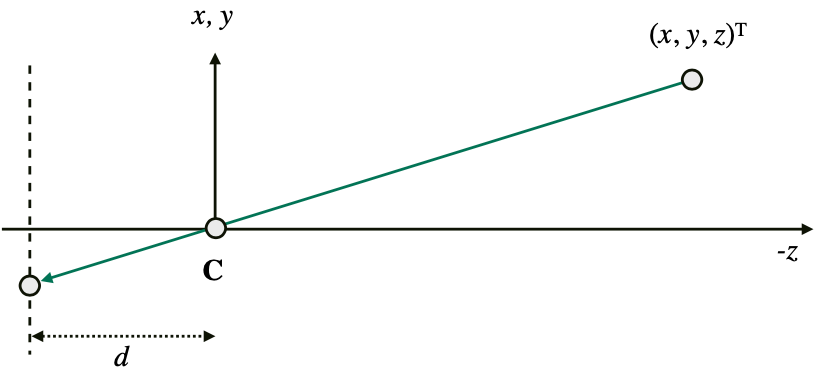 x, y
(x, y, z)ᵀ
-z
C
d